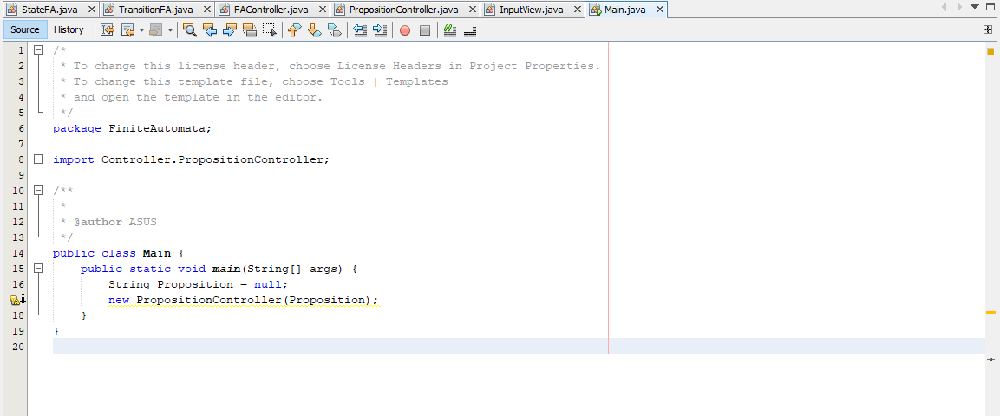 StateFA.java TransitionFA.java FAController.java PropositionController.java InputView.java Main.java
Source History
1 /*
2 * To change this license header, choose License Headers in Project Properties.
3 * To change this template file, choose Tools | Templates
4 * and open the template in the editor.
5 */
6 package FiniteAutomata;
7
8 import Controller.PropositionController;
9
10 /**
11 *
12 * @author ASUS
13 */
14 public class Main {
15 public static void main(String[] args) {
16 String Proposition = null;
new PropositionController(Proposition);
18 }
19 }
20